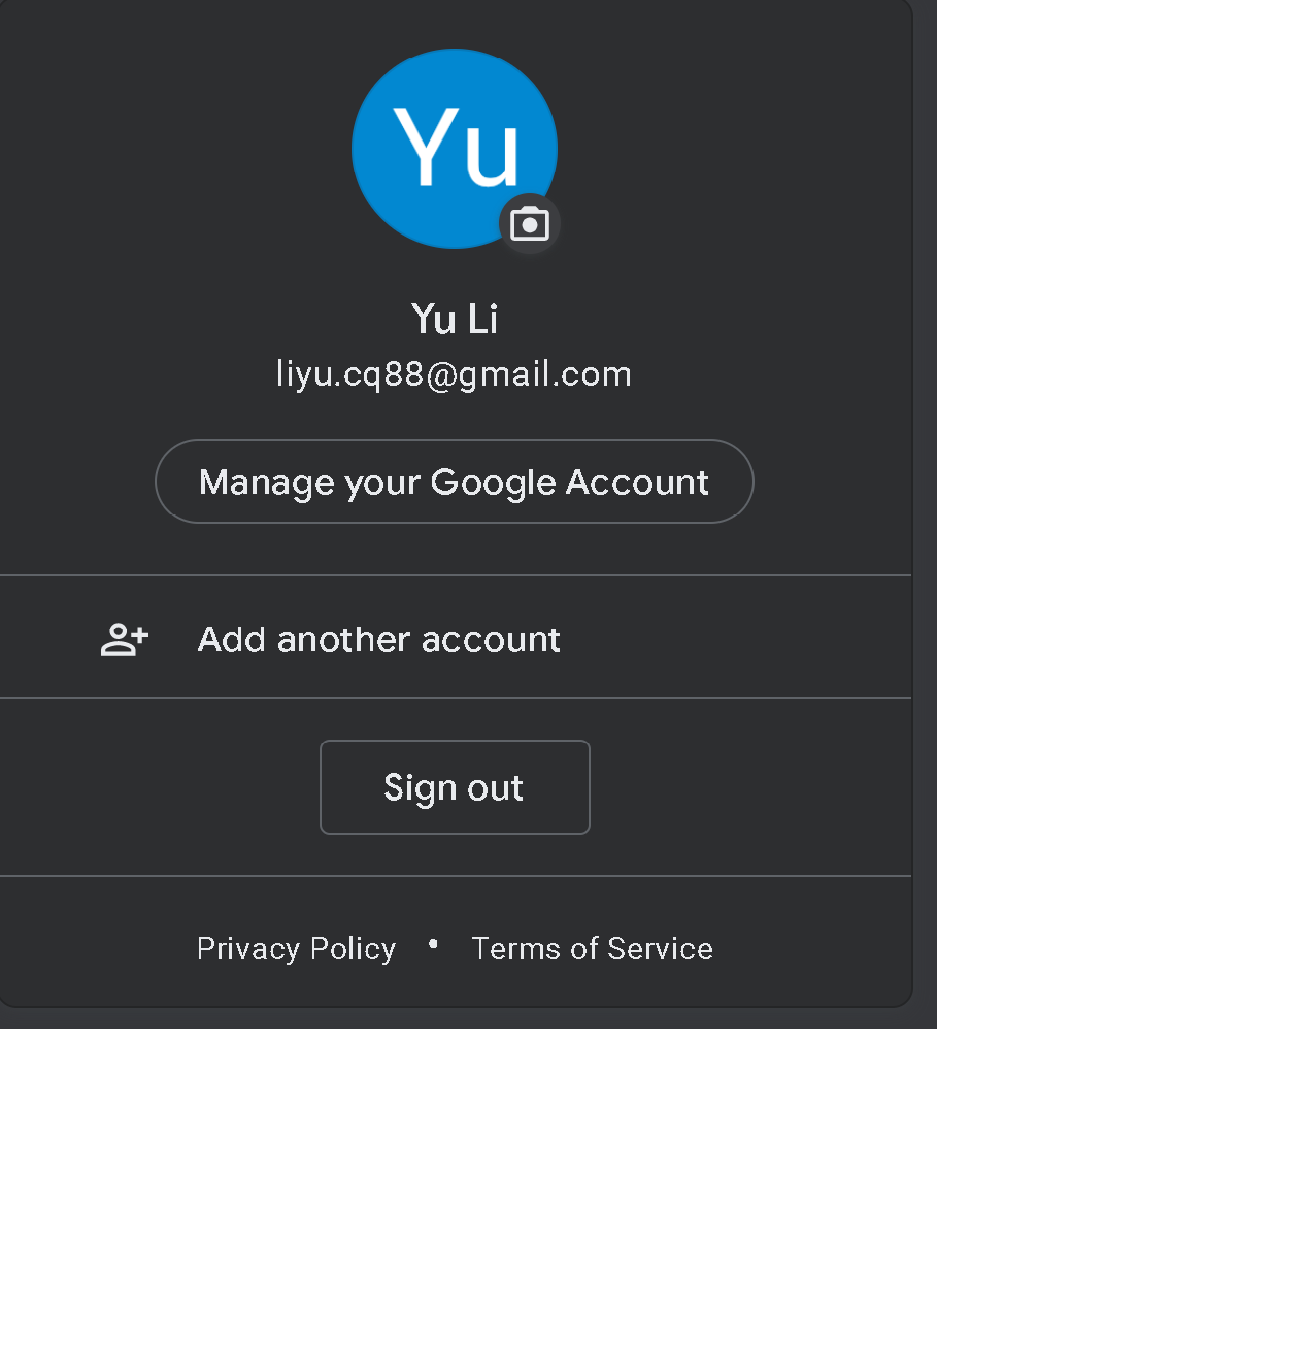 Yu
Yu Li
liyu.cq88@gmail.com
Manage your Google Account
Add another account
Sign out
Privacy Policy • Terms of Service